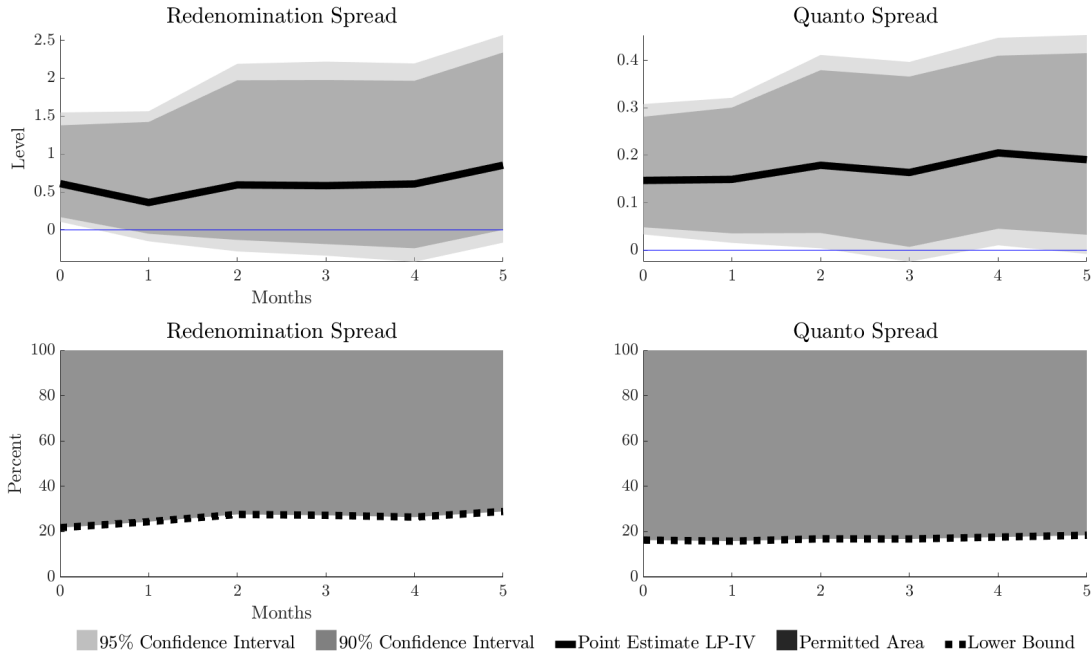 Redenomination Spread
2.5
2
1.5
1
0.5
0
Level
0 1 2 3 4 5
Months
Quanto Spread
0.4
0.3
0.2
0.1
0
0 1 2 3 4 5
Redenomination Spread
100
80
60
40
20
0
Percent
0 1 2 3 4 5
Months
Quanto Spread
100
80
60
40
20
0
0 1 2 3 4 5
95% Confidence Interval 90% Confidence Interval Point Estimate LP-IV Permitted Area Lower Bound